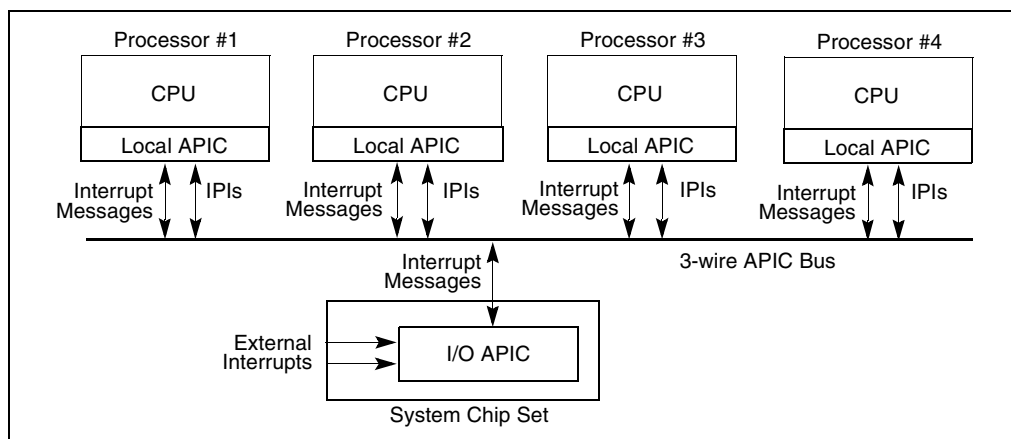 Processor #1
Processor #2
Processor #3
Processor #4
CPU
CPU
CPU
CPU
Local APIC
Local APIC
Local APIC
Local APIC
Interrupt
Messages
IPIs
Interrupt
Messages
IPIs
Interrupt
Messages
IPIs
Interrupt
Messages
IPIs
Interrupt
Messages
3-wire APIC Bus
External
Interrupts
I/O APIC
System Chip Set